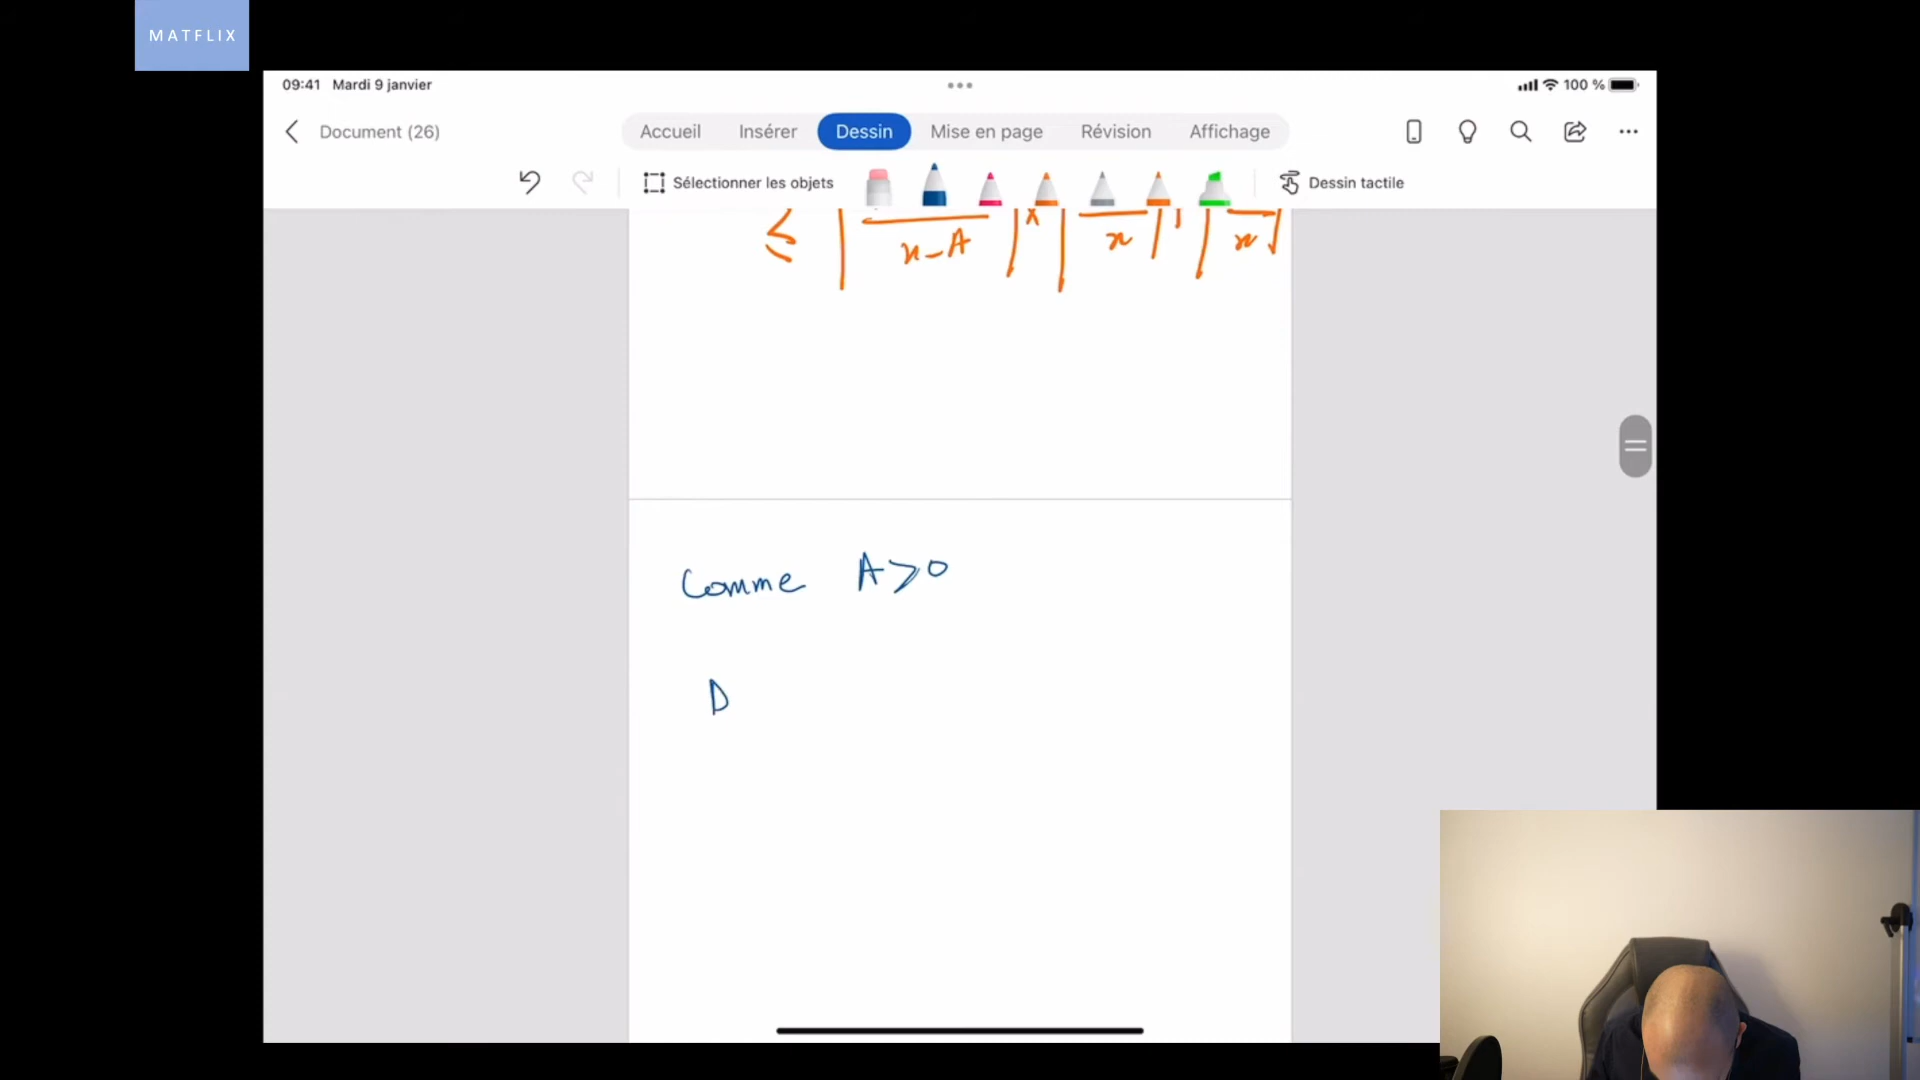 MATFLIX
09:41 Mardi 9 janvier
100 %
Document (26)
Accueil Insérer Dessin Mise en page Révision Affichage
Sélectionner les objets
Dessin tactile
≤ | n-A | x | n | | n |
Comme A>0
D